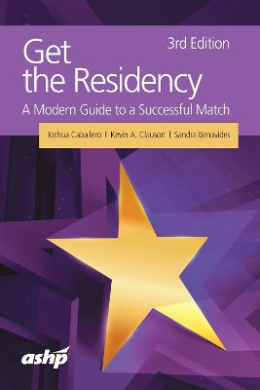 Get
3rd Edition
the Residency
A Modern Guide to a Successful Match
Joshua Caballero | Kevin A. Clauson | Sandra Benavides
ashp